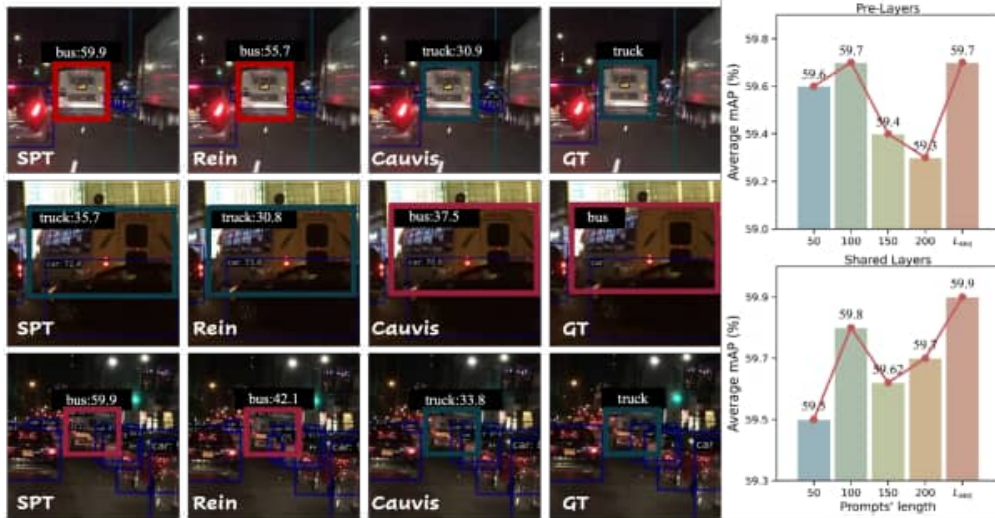 bus:59.9
bus:55.7
truck:30.9
truck
SPT
Rein
Cauvis
GT
truck:35.7
truck:30.8
bus:37.5
bus
SPT
Rein
Cauvis
GT
bus:59.9
bus:42.1
truck:33.8
truck
SPT
Rein
Cauvis
GT
Pre-Layers
Average mAP (%)
59.8
59.6
59.4
59.2
59.0
59.6
59.7
59.4
59.3
59.7
50
100
150
200
Shared Layers
Average mAP (%)
59.9
59.7
59.5
59.3
59.5
59.8
59.62
59.7
59.9
50
100
150
200
Prompts' length